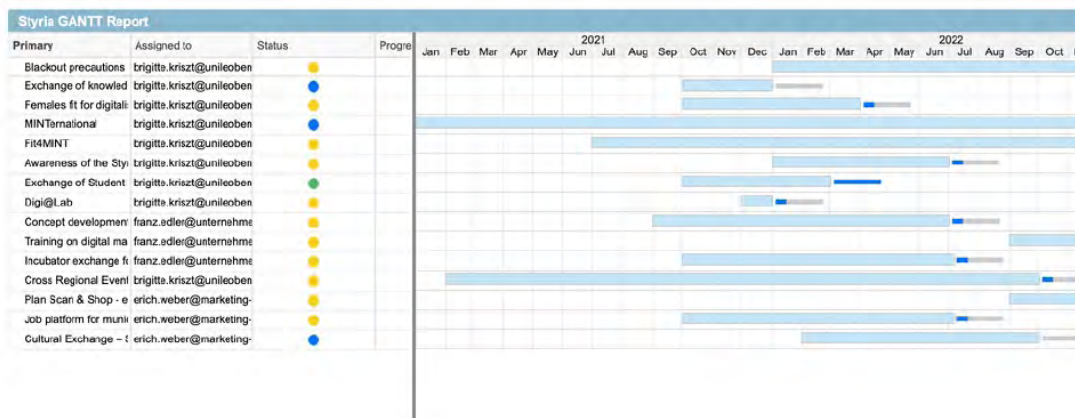 Styria GANTT Report
Primary Assigned to Status Progre 2021 2022
Jan Feb Mar Apr May Jun Jul Aug Sep Oct Nov Dec Jan Feb Mar Apr May Jun Jul Aug Sep Oct
Blackout precautions brigitte.kriszt@unileoben
Exchange of knowled brigitte.kriszt@unileoben
Females fit for digitalis brigitte.kriszt@unileoben
MINTernational brigitte.kriszt@unileoben
Fit4MINT brigitte.kriszt@unileoben
Awareness of the Sty brigitte.kriszt@unileoben
Exchange of Student brigitte.kriszt@unileoben
Digi@Lab brigitte.kriszt@unileoben
Concept development franz.edler@unternehme
Training on digital ma franz.edler@unternehme
Incubator exchange fo franz.edler@unternehme
Cross Regional Event brigitte.kriszt@unileoben
Plan Scan & Shop - e erich.weber@marketing-
Job platform for munic erich.weber@marketing-
Cultural Exchange – S erich.weber@marketing-